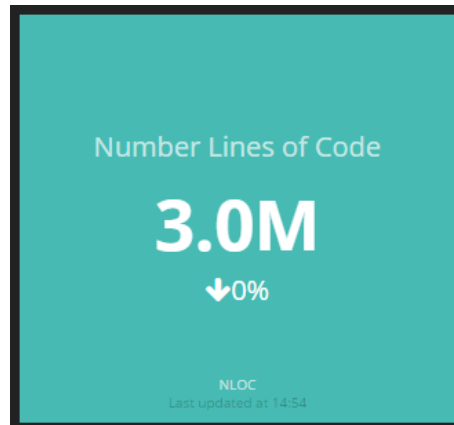 Number Lines of Code
3.0M
↓0%
NLOC
Last updated at 14:54